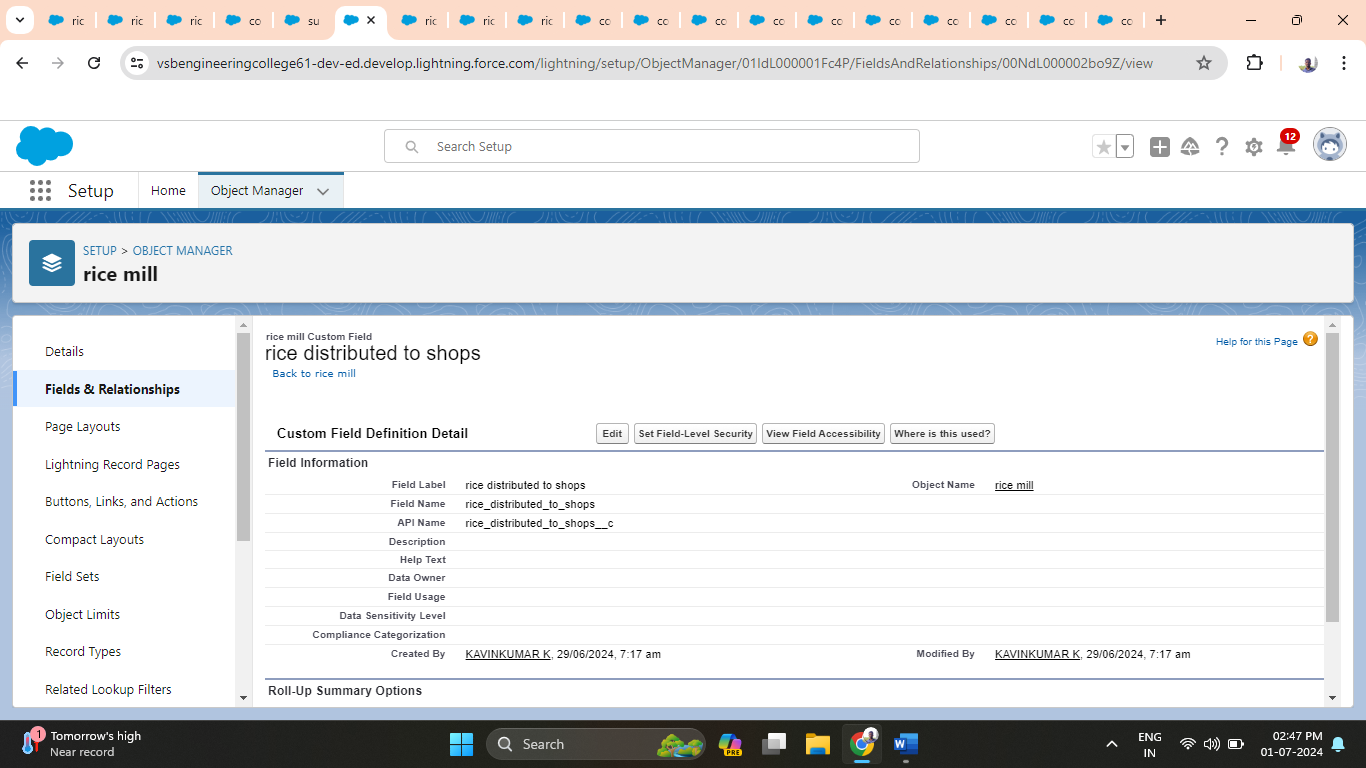 ric
ric
ric
co
su
ric
ric
ric
co
co
co
co
co
co
co
co
co
co
vsbengineeringcollege61-dev-ed.develop.lightning.force.com/lightning/setup/ObjectManager/01IdL000001Fc4P/FieldsAndRelationships/00NdL000002bo9Z/view
Search Setup
12
Setup
Home
Object Manager
SETUP > OBJECT MANAGER
rice mill
Details
Fields & Relationships
Page Layouts
Lightning Record Pages
Buttons, Links, and Actions
Compact Layouts
Field Sets
Object Limits
Record Types
Related Lookup Filters
rice mill Custom Field
rice distributed to shops
Back to rice mill
Help for this Page
Custom Field Definition Detail
Edit
Set Field-Level Security
View Field Accessibility
Where is this used?
Field Information
Field Label rice distributed to shops Object Name rice mill
Field Name rice_distributed_to_shops
API Name rice_distributed_to_shops__c
Description
Help Text
Data Owner
Field Usage
Data Sensitivity Level
Compliance Categorization
Created By KAVINKUMAR K, 29/06/2024, 7:17 am Modified By KAVINKUMAR K, 29/06/2024, 7:17 am
Roll-Up Summary Options
1
Tomorrow's high
Near record
Search
PRE
ENG
IN
02:47 PM
01-07-2024